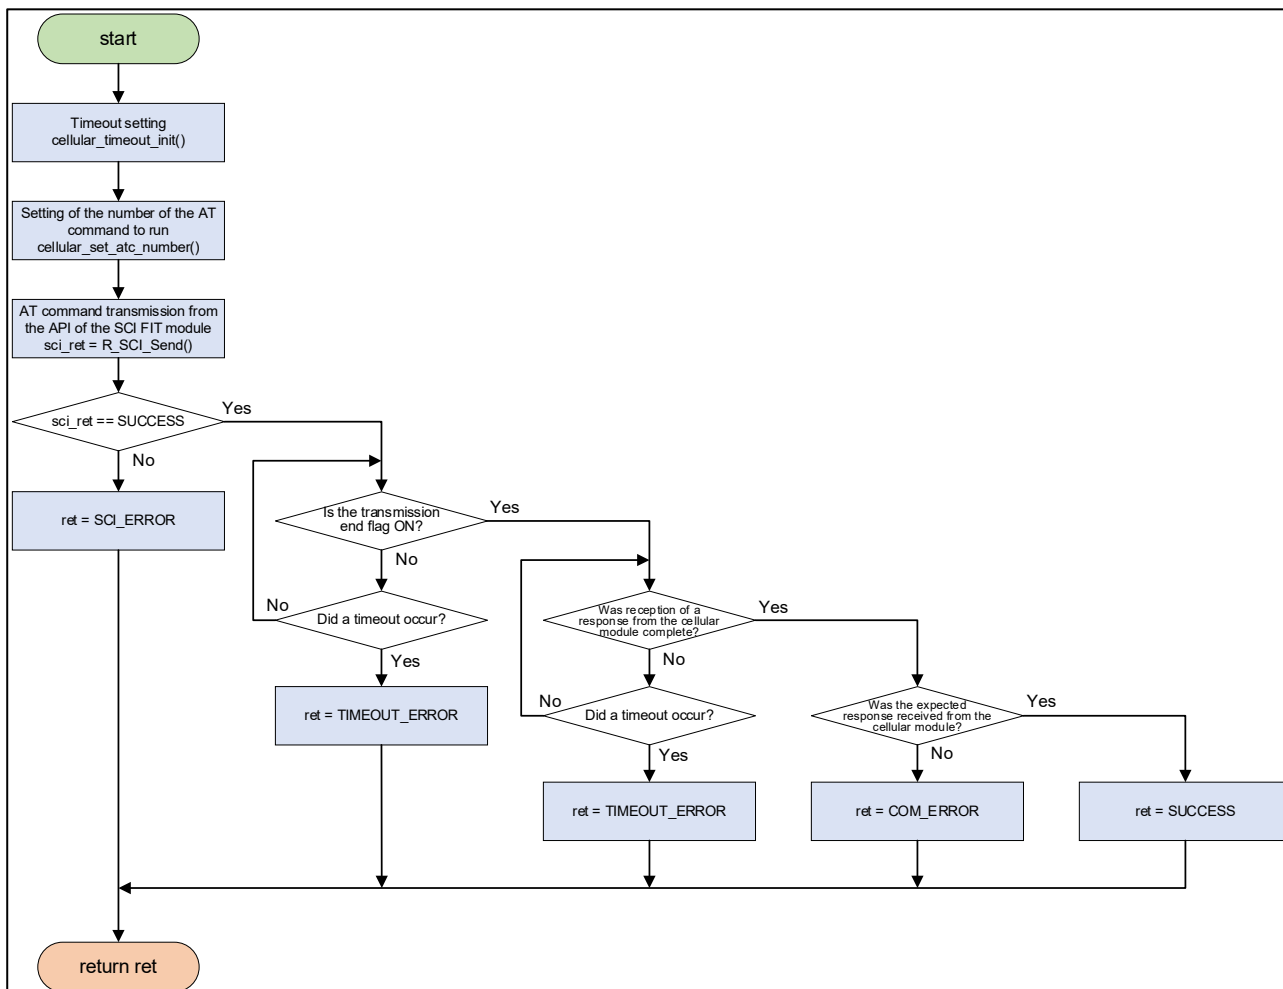 start
Timeout setting
cellular_timeout_init()
Setting of the number of the AT
command to run
cellular_set_atc_number()
AT command transmission from
the API of the SCI FIT module
sci_ret = R_SCI_Send()
sci_ret == SUCCESS
Yes
No
ret = SCI_ERROR
Is the transmission
end flag ON?
Yes
No
Did a timeout occur?
No
Yes
ret = TIMEOUT_ERROR
Was reception of a
response from the cellular
module complete?
Yes
No
Did a timeout occur?
No
Yes
ret = TIMEOUT_ERROR
Was the expected
response received from the
cellular module?
Yes
No
ret = COM_ERROR
ret = SUCCESS
return ret